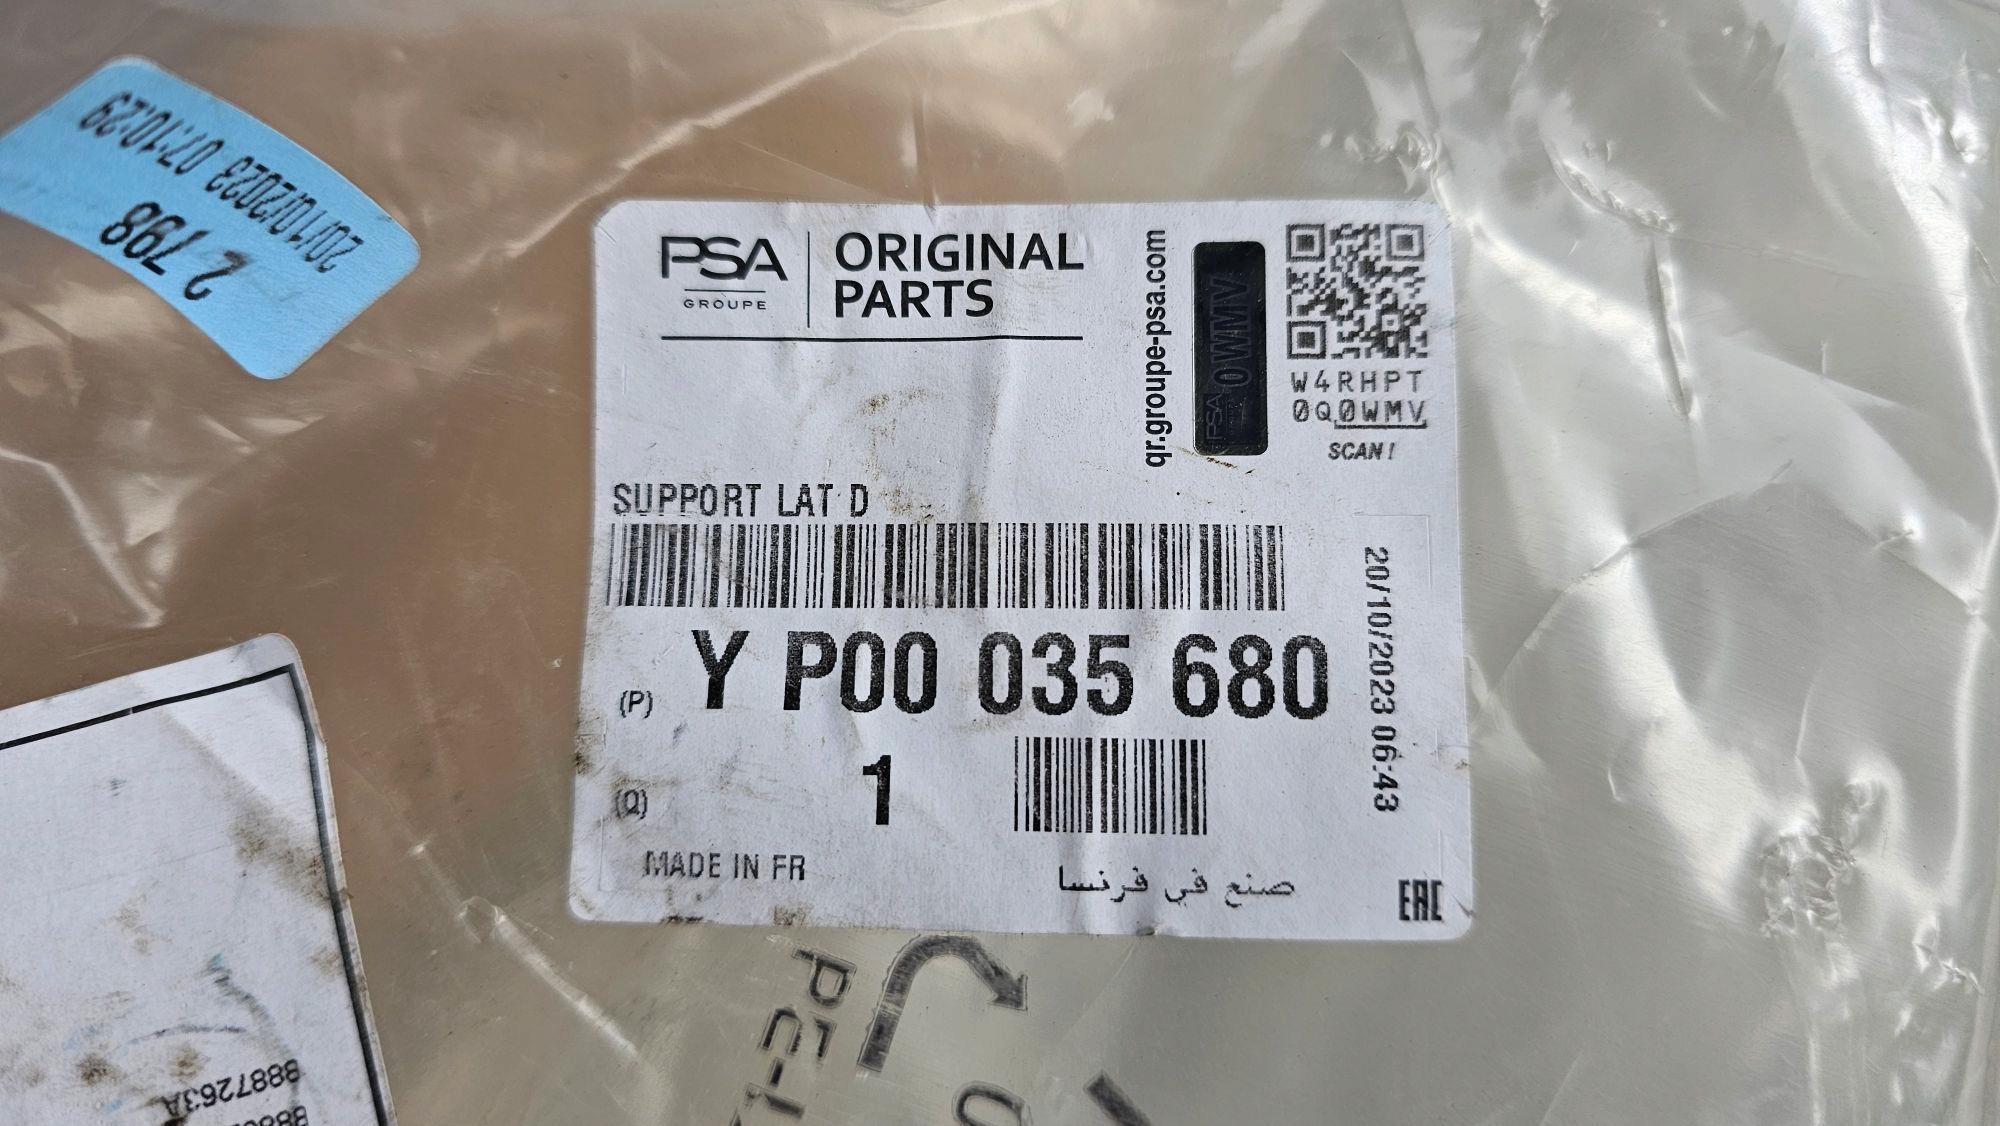 20/10/2023 07:10:29
2 798
PSA
GROUPE
ORIGINAL
PARTS
qr.groupe-psa.com
PSA 0WMV
W4RHPT
0Q0WMV
SCAN!
SUPPORT LAT D
(P) Y P00 035 680
20/10/2023 06:43
(Q) 1
MADE IN FR
صنع في فرنسا
EAC
8887263A